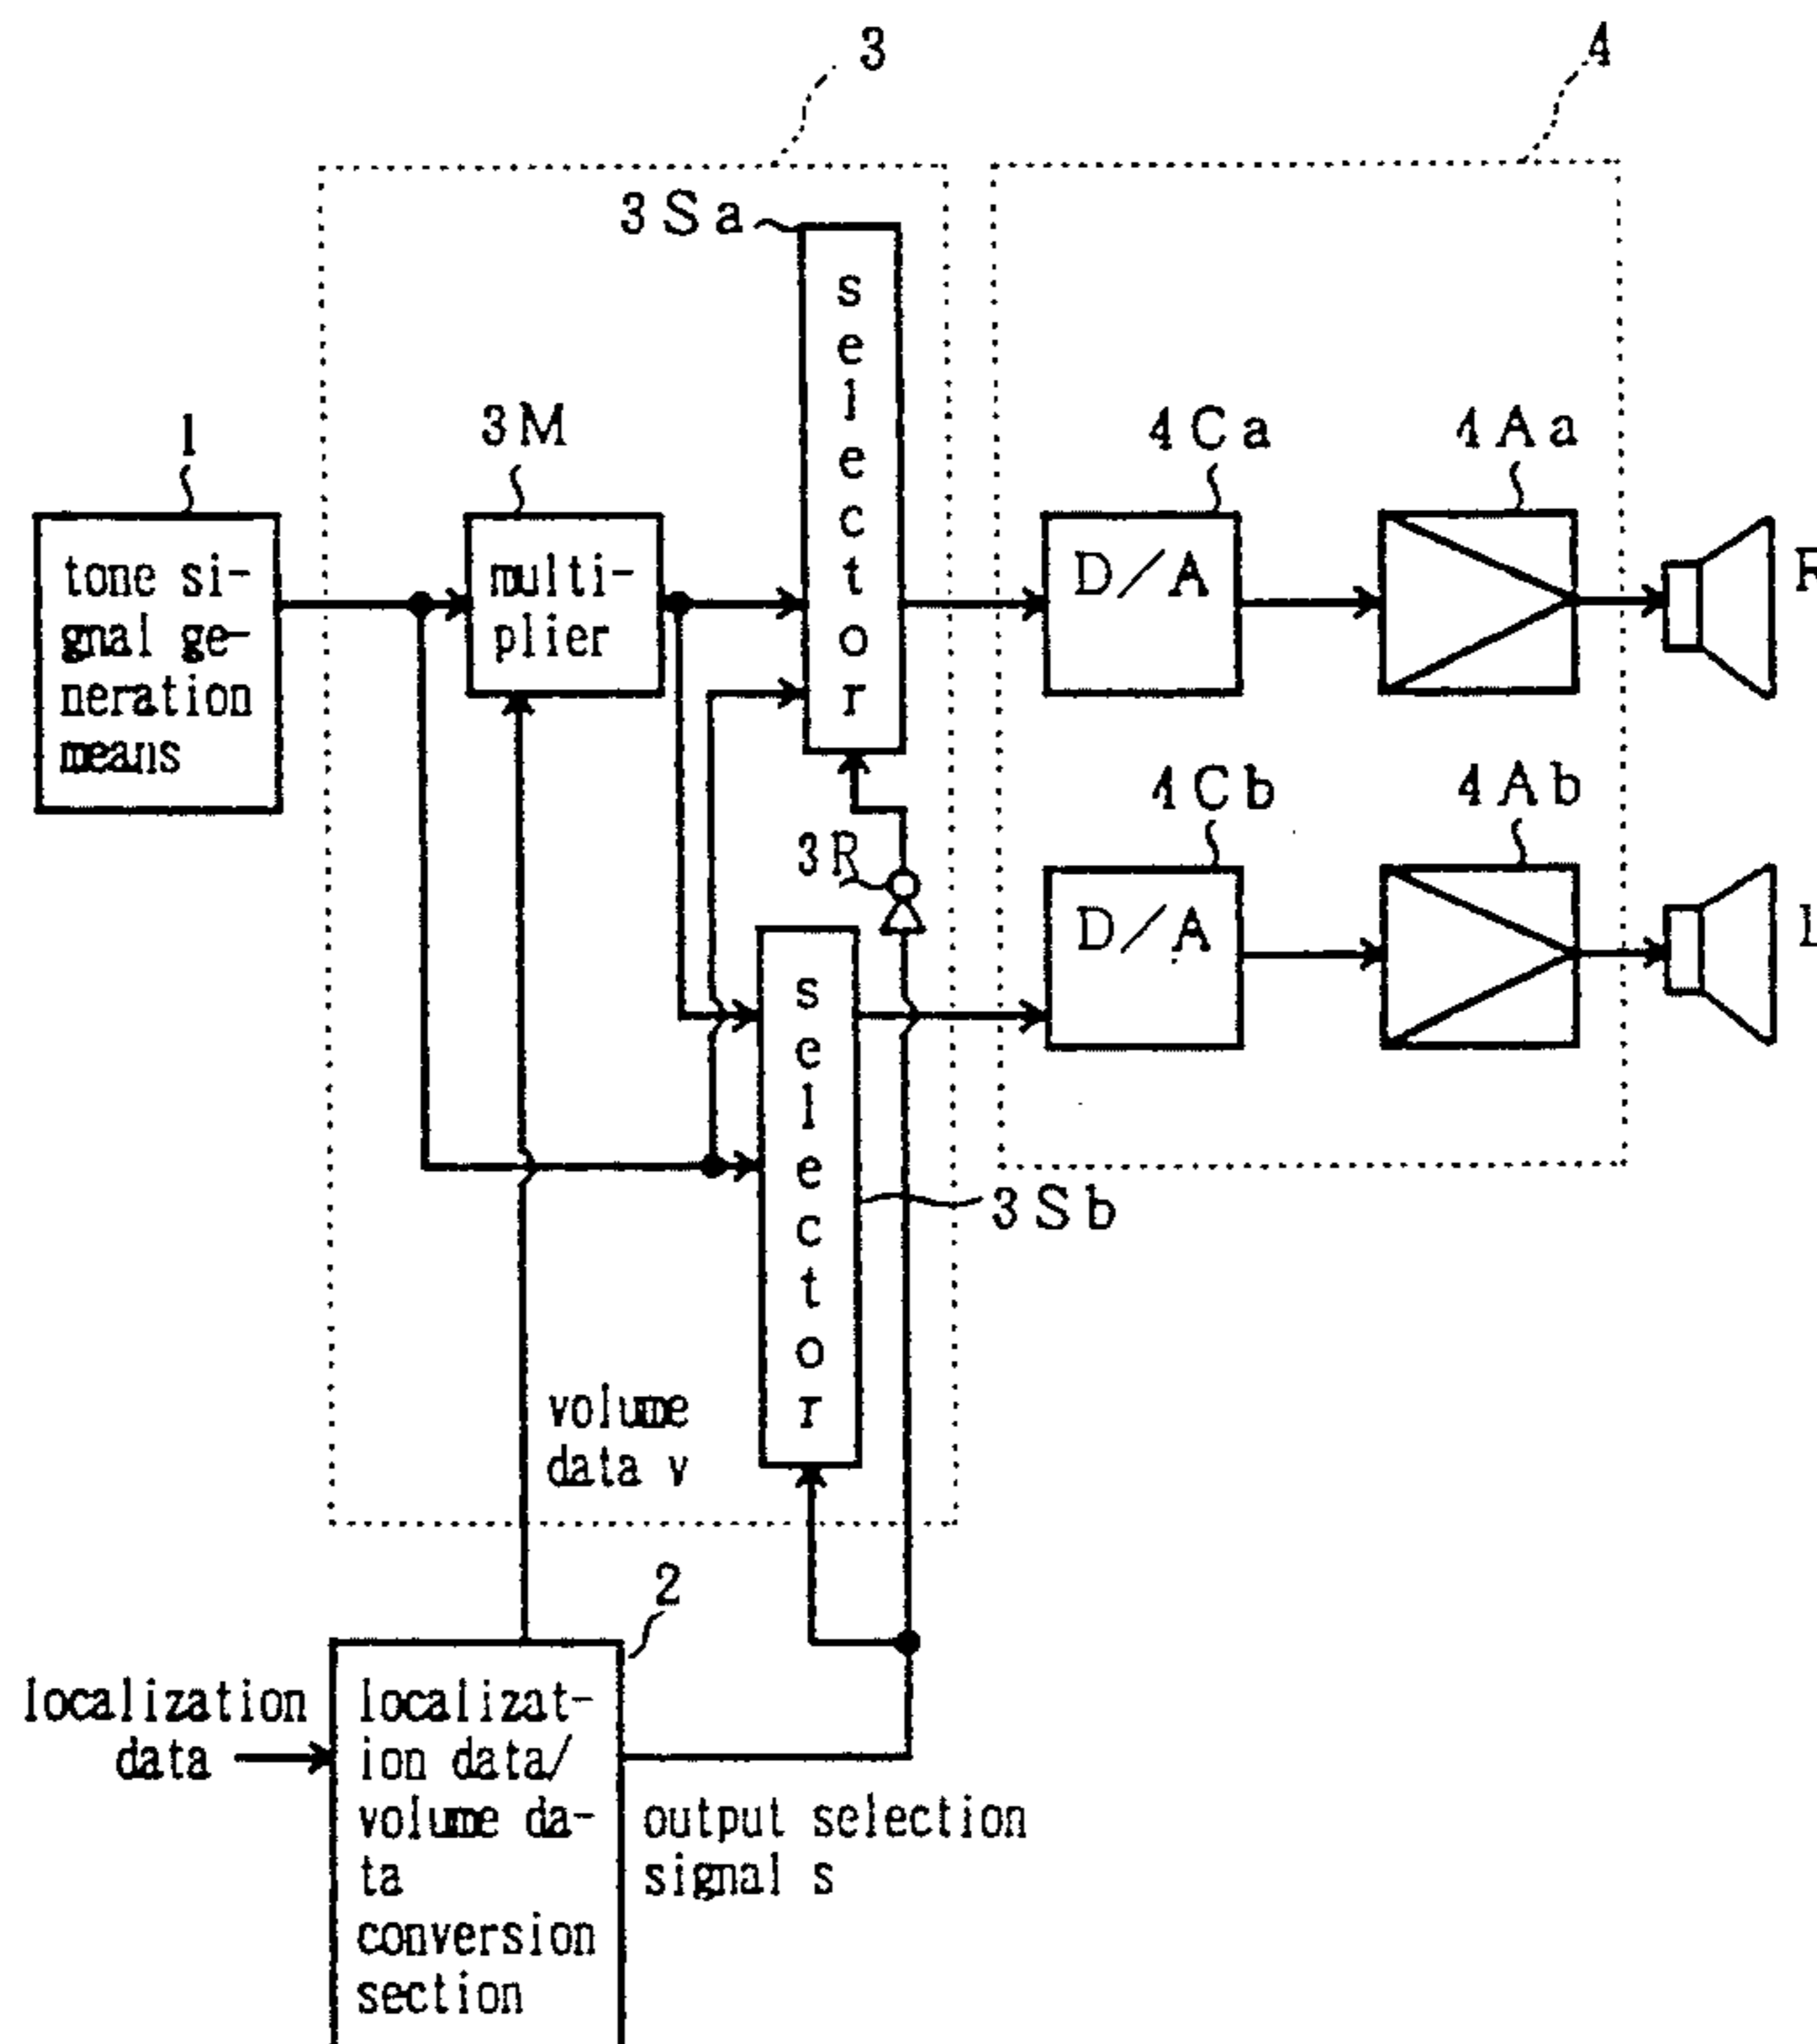 3
4
3Sa
selector
1
3M
4Ca
4Aa
tone si-
gnal ge-
neration
means
multi-
plier
D/A
R
4Cb
4Ab
3R
D/A
L
selector
3Sb
volume
data v
2
localization
data
localizat-
ion data/
volume da-
ta
conversion
section
output selection
signal s